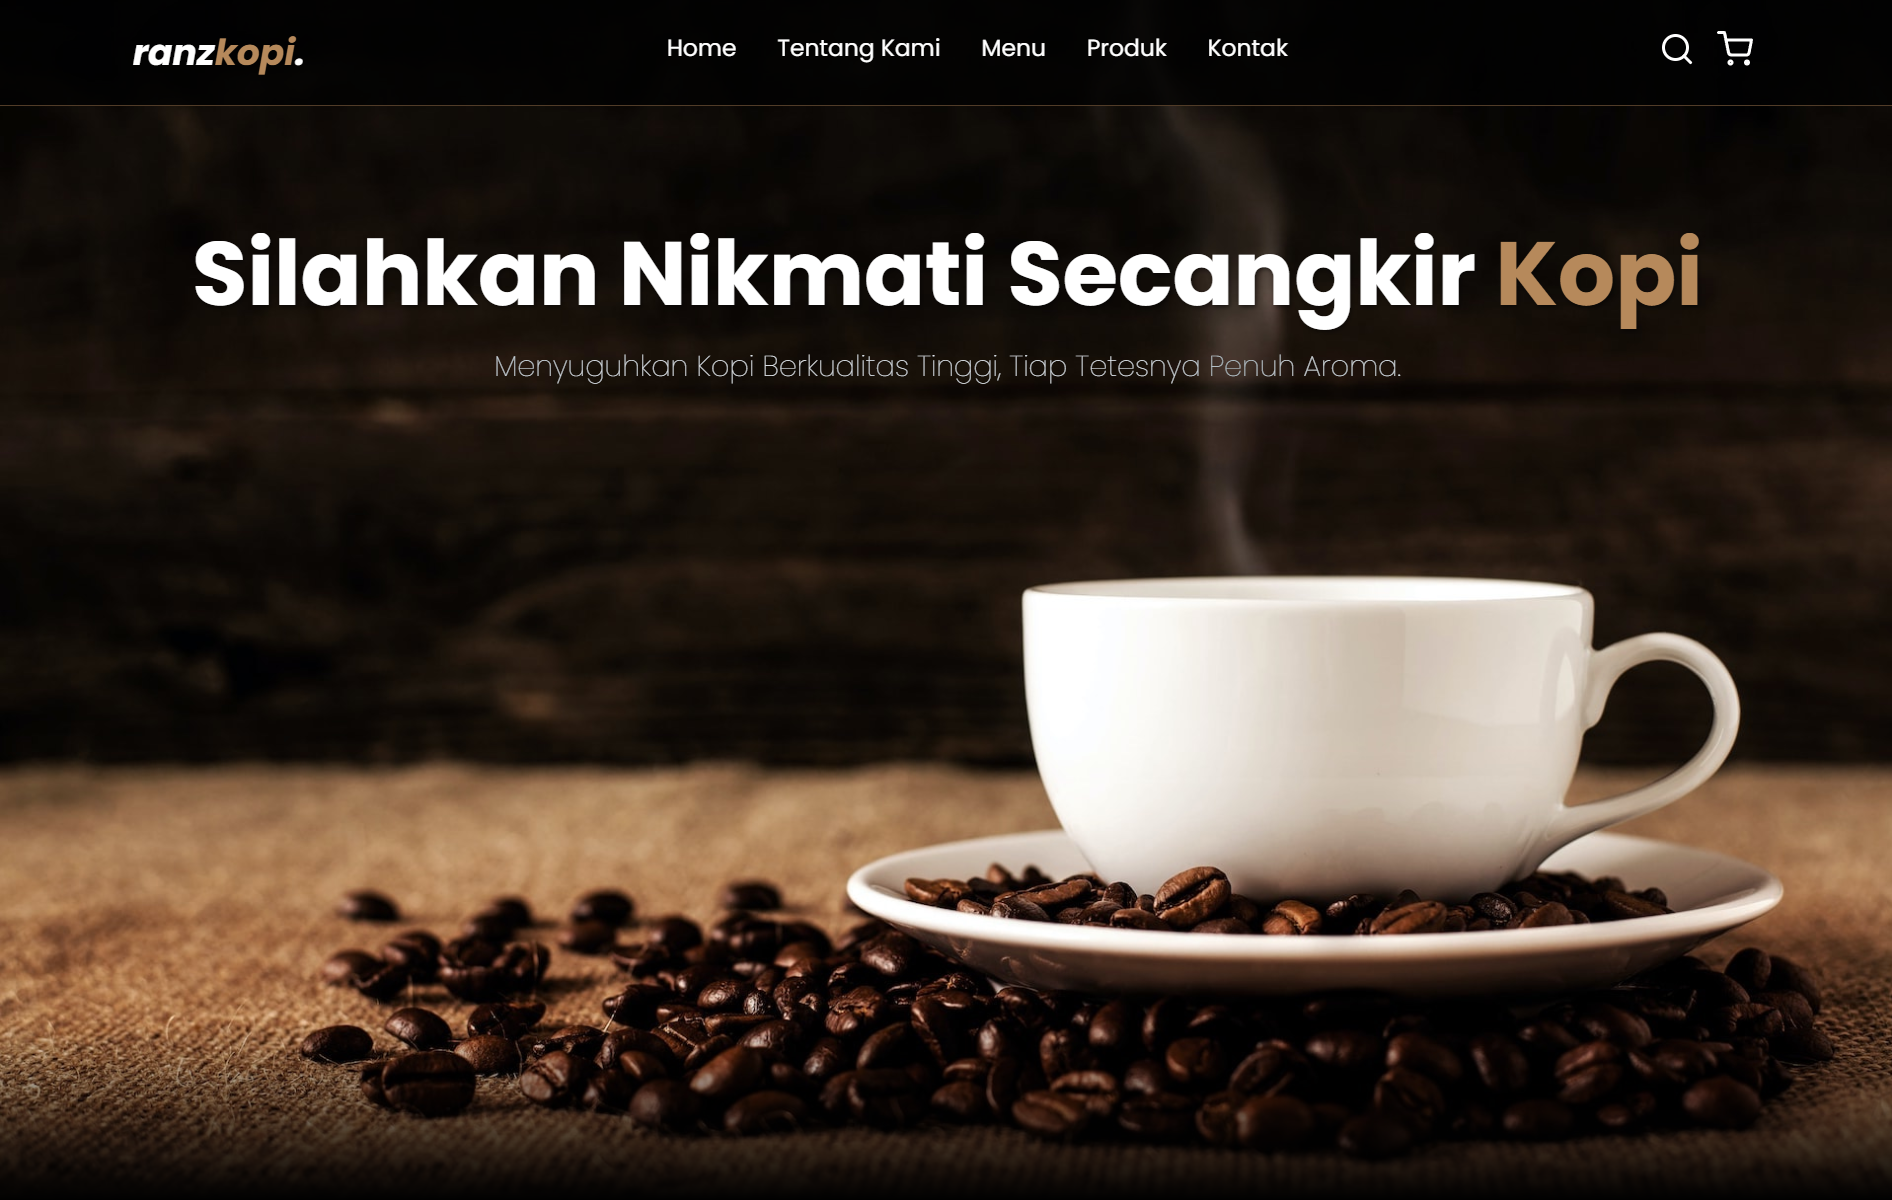 ranzkopi.
Home Tentang Kami Menu Produk Kontak
Silahkan Nikmati Secangkir Kopi
Menyuguhkan Kopi Berkualitas Tinggi, Tiap Tetesnya Penuh Aroma.